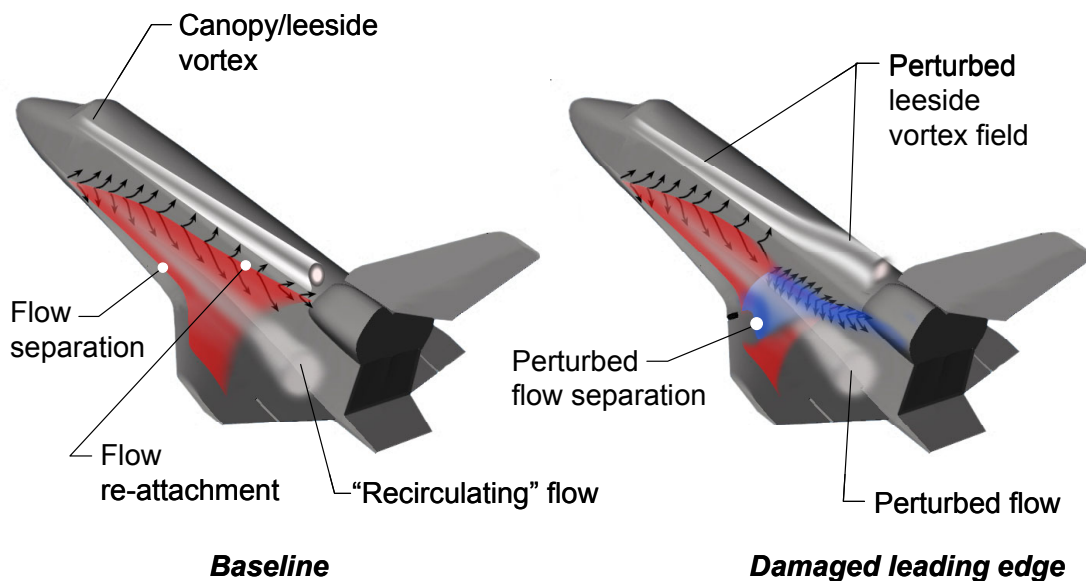 Canopy/leeside
vortex
Flow
separation
Flow
re-attachment
“Recirculating” flow
Baseline
Perturbed
leeside
vortex field
Perturbed
flow separation
Perturbed flow
Damaged leading edge